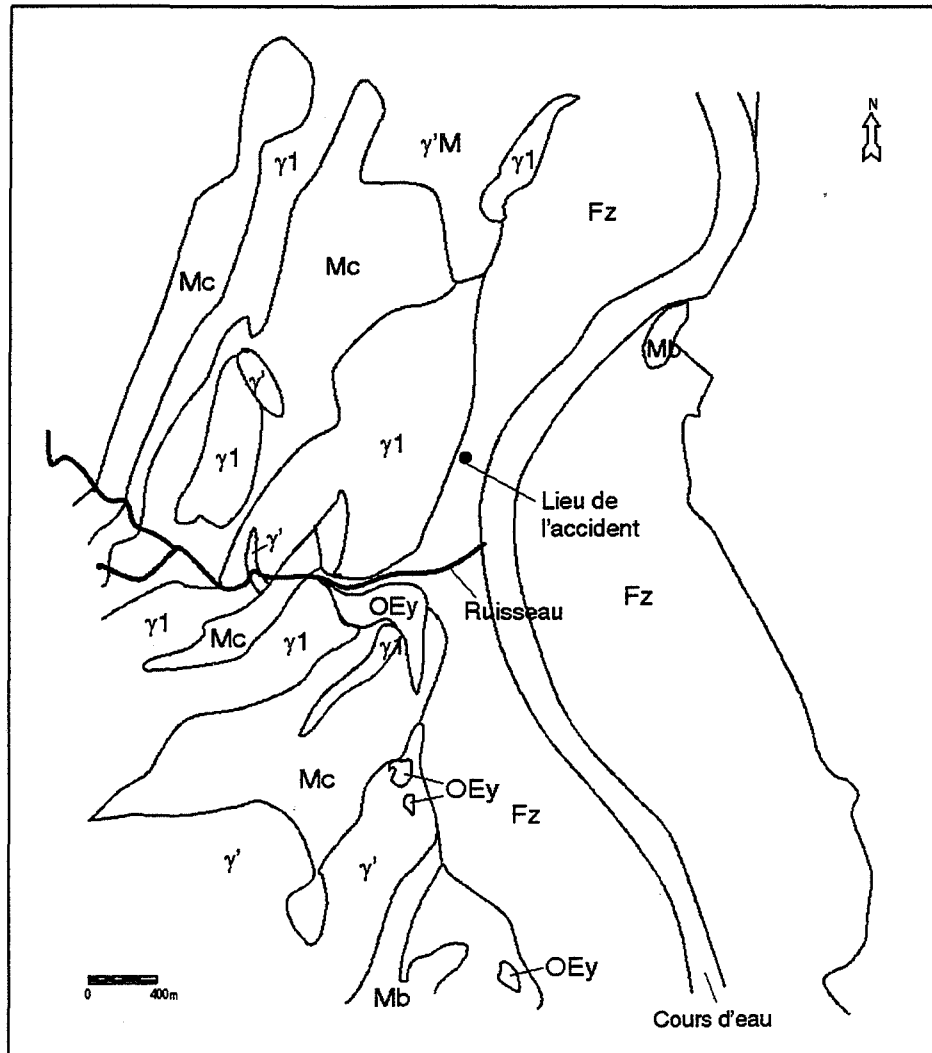 N
γ'M
γ1
γ1
Fz
Mc
Mc
Mb
γ'
γ1
γ1
Lieu de
l'accident
γ'
OEy
Ruisseau
Fz
γ1
Mc
γ1
γ1
Mc
OEy
Fz
γ'
γ'
OEy
0 400m
Mb
Cours d'eau